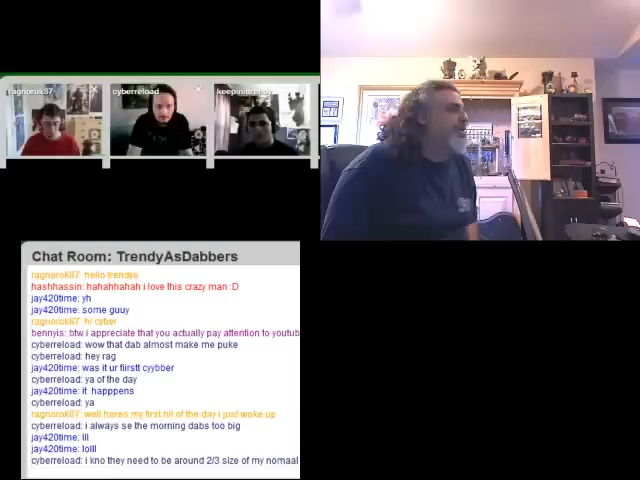 ragnorok87
cyberreload
keepinittrendy
Chat Room: TrendyAsDabbers
ragnorok87: hello trendys
hashhassin: hahahhahah i love this crazy man :D
jay420time: yh
jay420time: some guuy
ragnorok87: hi cyber
bennyis: btw i appreciate that you actually pay attention to youtub
cyberreload: wow that dab almost make me puke
cyberreload: hey rag
jay420time: was it ur fiirstt cyybber
cyberreload: ya of the day
jay420time: it happpens
cyberreload: ya
ragnorok87: well heres my first hit of the day i just woke up
cyberreload: i always se the morning dabs too big
jay420time: lll
jay420time: lolll
cyberreload: i kno they need to be around 2/3 size of my nomaal